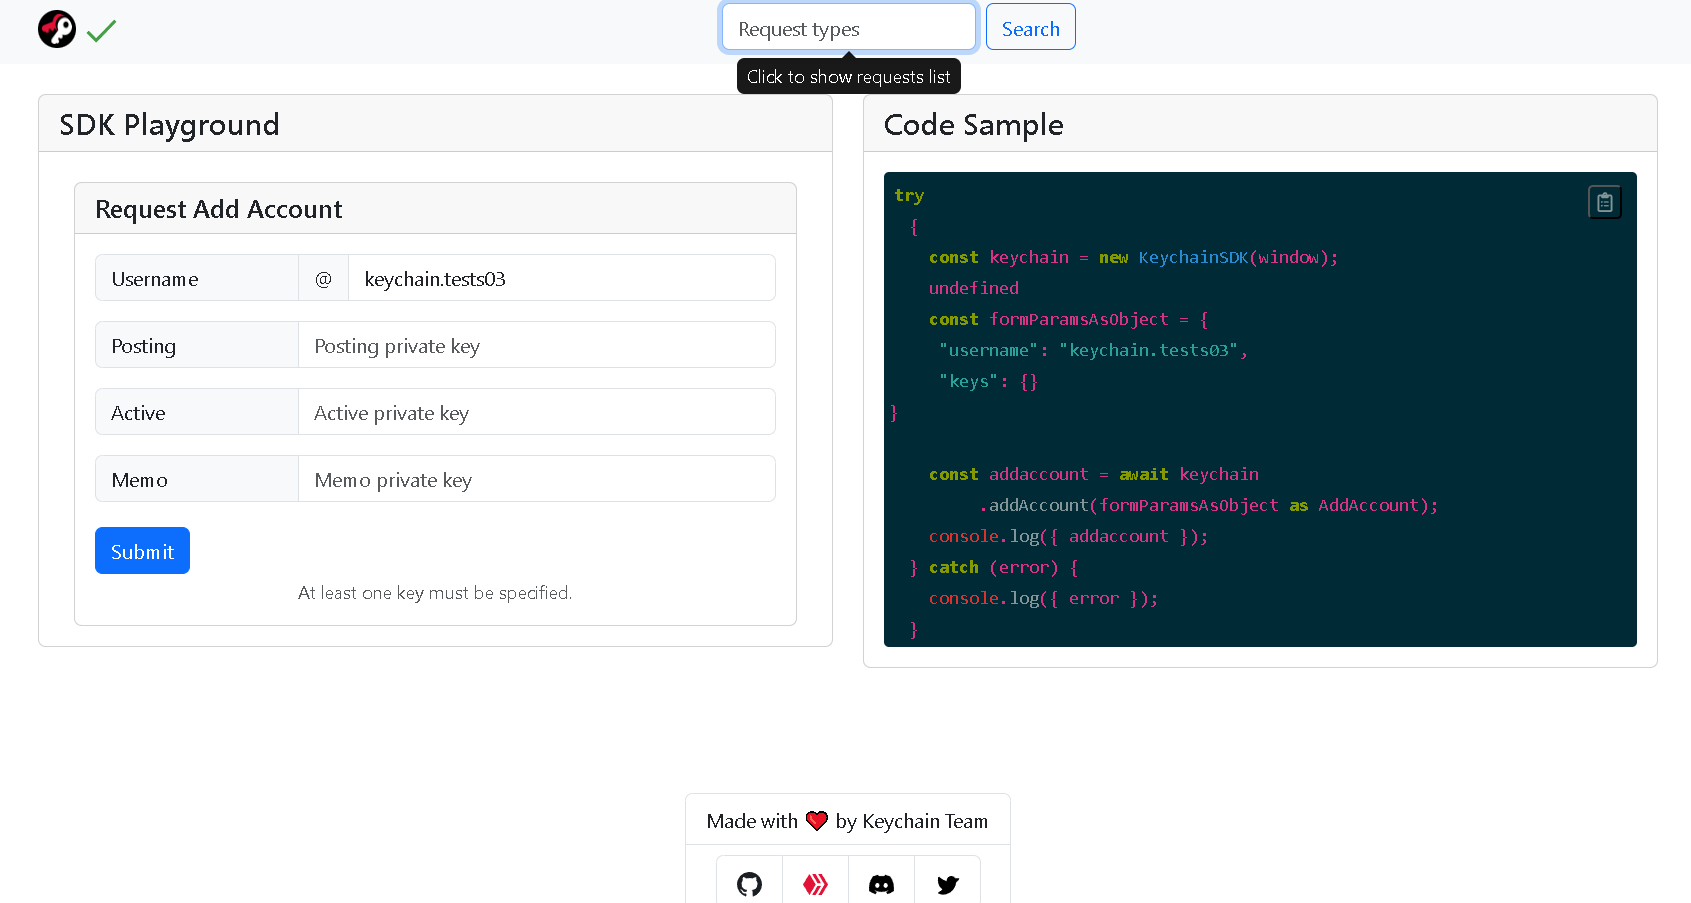 Request types
Search
Click to show requests list
SDK Playground
Request Add Account
Username @ keychain.tests03
Posting Posting private key
Active Active private key
Memo Memo private key
Submit
At least one key must be specified.
Code Sample
try
{
const keychain = new KeychainSDK(window);
undefined
const formParamsAsObject = {
"username": "keychain.tests03",
"keys": {}
}
const addaccount = await keychain
.addAccount(formParamsAsObject as AddAccount);
console.log({ addaccount });
} catch (error) {
console.log({ error });
}
Made with ❤ by Keychain Team